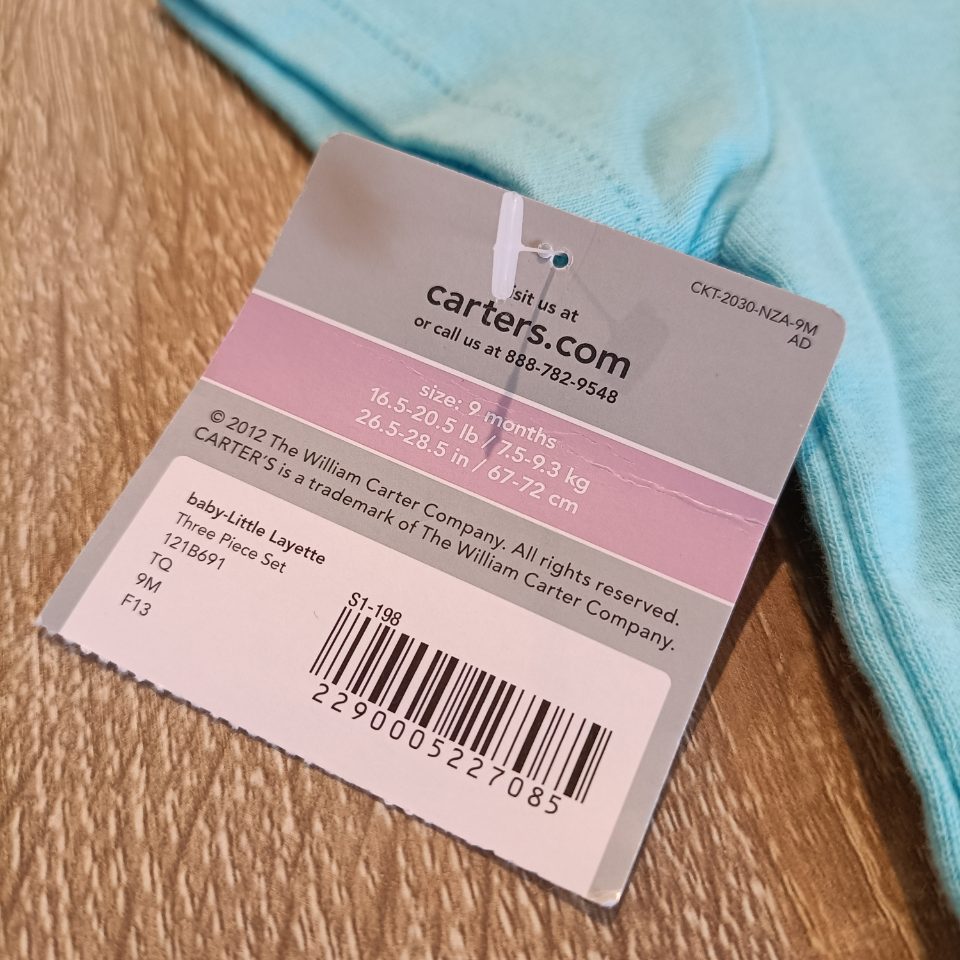 CKT-2030-NZA-9M
AD
us at
carters.com
or call us at 888-782-9548
size: 9 months
16.5-20.5 lb / 7.5-9.3 kg
26.5-28.5 in / 67-72 cm
© 2012 The William Carter Company. All rights reserved.
CARTER'S is a trademark of The William Carter Company.
baby-Little Layette
Three Piece Set
121B691
TQ
9M
F13
S1-198
2290005227085